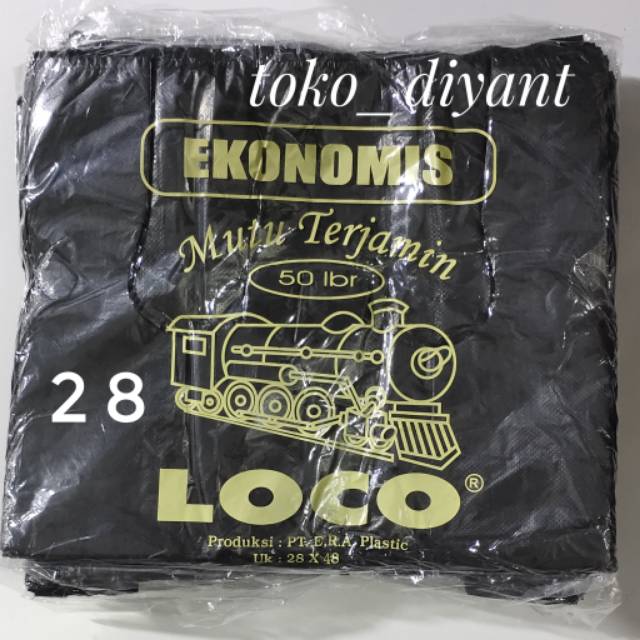 toko_diyant
EKONOMIS
Mutu Terjamin
50 lbr
28
LOCO®
Produksi : PT. E.R.A. Plastic
Uk : 28 X 48